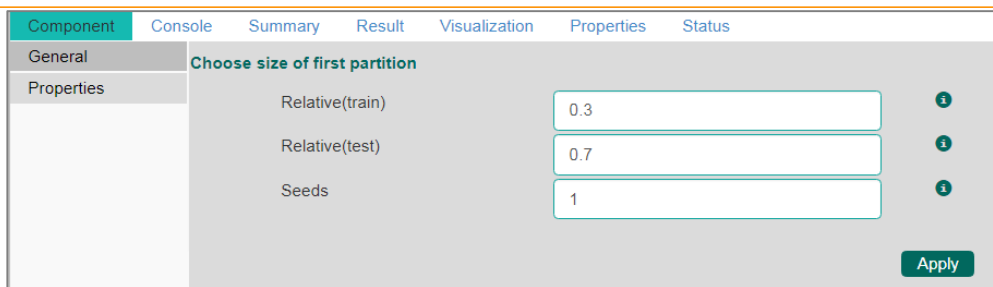 Component Console Summary Result Visualization Properties Status
General
Choose size of first partition
Properties
Relative(train) 0.3
Relative(test) 0.7
Seeds 1
Apply